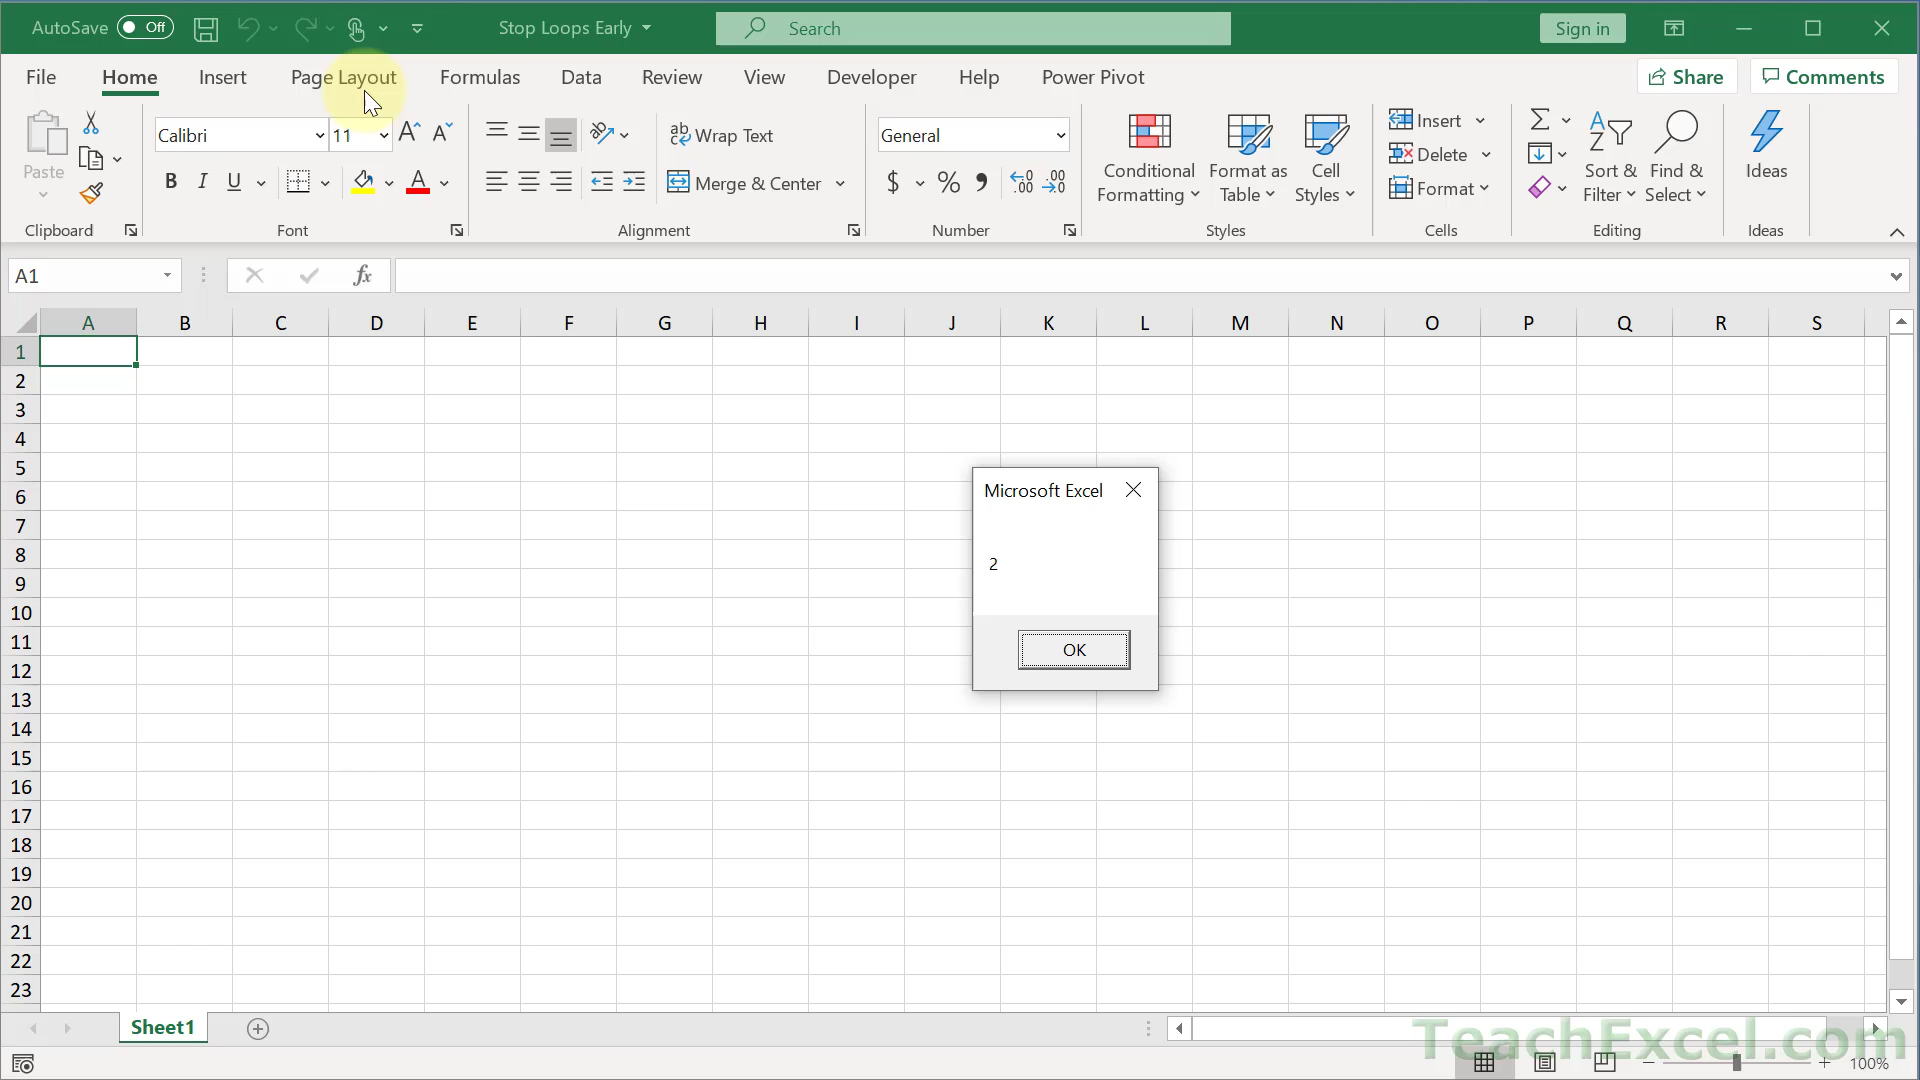 AutoSave Off Stop Loops Early Search Sign in
File Home Insert Page Layout Formulas Data Review View Developer Help Power Pivot Share Comments
Paste
Clipboard
Calibri 11
B I U A
Font
ab Wrap Text
Merge & Center
Alignment
General
$ % 9
Number
Conditional
Formatting
Format as
Table
Cell
Styles
Styles
Insert
Delete
Format
Cells
Sort &
Filter
Find &
Select
Editing
Ideas
Ideas
A1 fx
A B C D E F G H I J K L M N O P Q R S
1
2
3
4
5
6
7
8
9
10
11
12
13
14
15
16
17
18
19
20
21
22
23
Microsoft Excel
2
OK
Sheet1
TeachExcel.com
100%